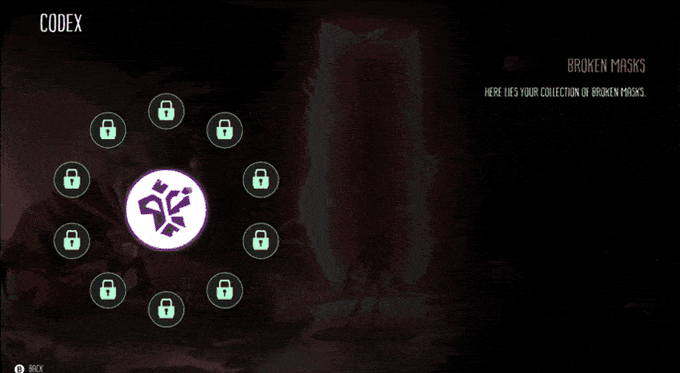 CODEX
BROKEN MASKS
HERE LIES YOUR COLLECTION OF BROKEN MASKS.
B BACK